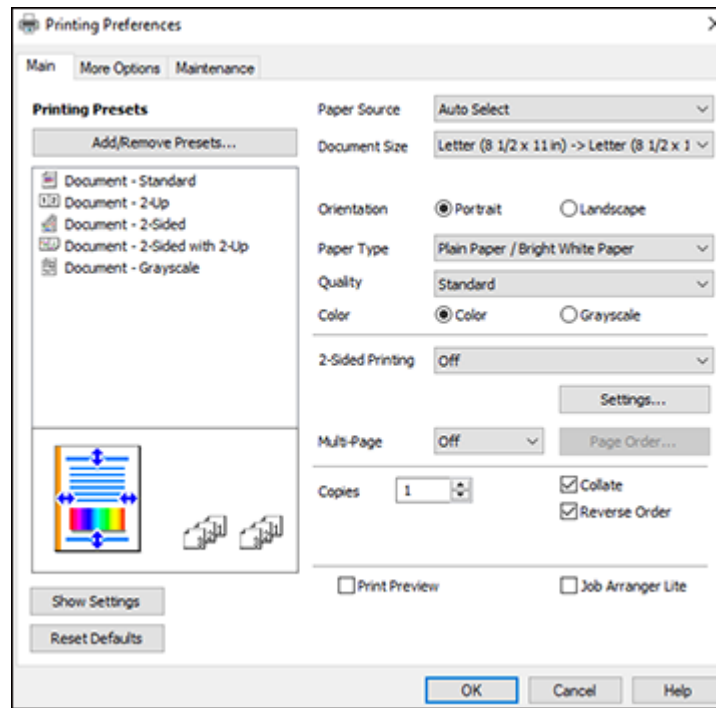 Printing Preferences
Main More Options Maintenance
Printing Presets
Add/Remove Presets...
Document - Standard
Document - 2-Up
Document - 2-Sided
Document - 2-Sided with 2-Up
Document - Grayscale
Show Settings
Reset Defaults
Paper Source Auto Select
Document Size Letter (8 1/2 x 11 in) -> Letter (8 1/2 x 1
Orientation Portrait Landscape
Paper Type Plain Paper / Bright White Paper
Quality Standard
Color Color Grayscale
2-Sided Printing Off
Settings...
Multi-Page Off Page Order...
Copies 1 Collate
Reverse Order
Print Preview Job Arranger Lite
OK Cancel Help